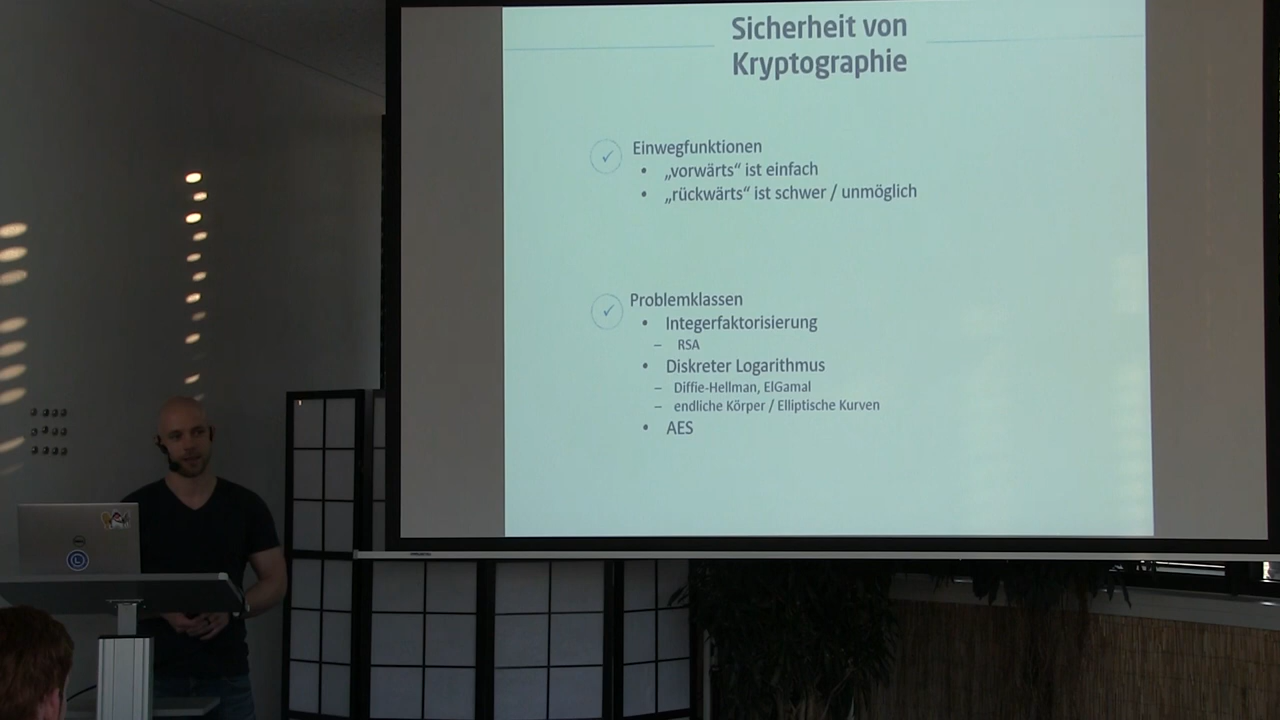 Sicherheit von
Kryptographie
Einwegfunktionen
• „vorwärts“ ist einfach
• „rückwärts“ ist schwer / unmöglich
Problemklassen
• Integerfaktorisierung
– RSA
• Diskreter Logarithmus
– Diffie-Hellman, ElGamal
– endliche Körper / Elliptische Kurven
• AES